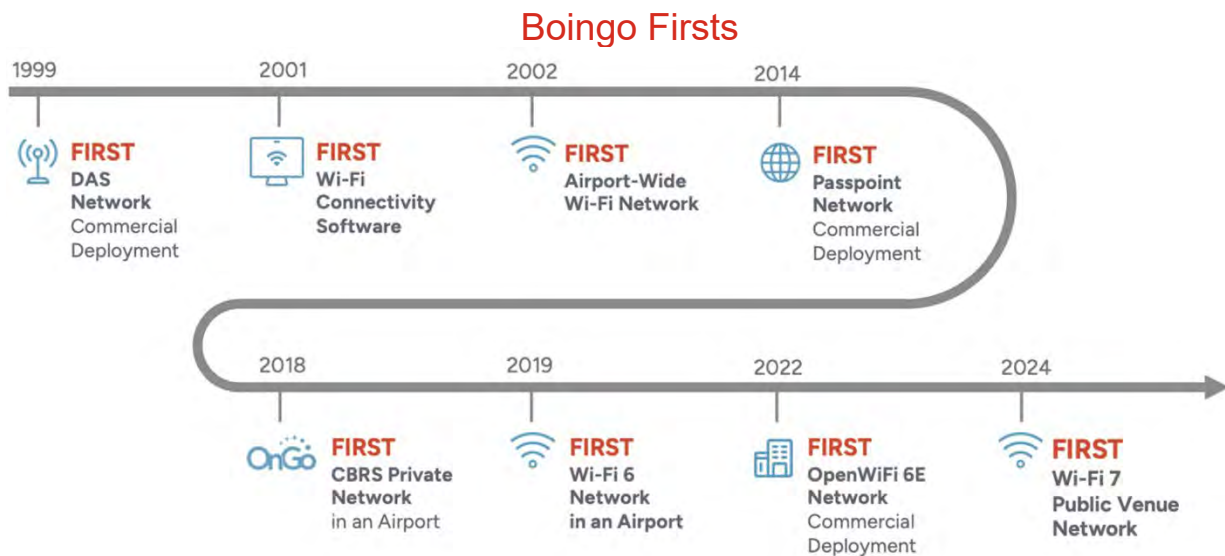 Boingo Firsts
1999
2001
2002
2014
FIRST
DAS
Network
Commercial
Deployment
FIRST
Wi-Fi
Connectivity
Software
FIRST
Airport-Wide
Wi-Fi Network
FIRST
Passpoint
Network
Commercial
Deployment
2018
2019
2022
2024
OnGo
FIRST
CBRS Private
Network
in an Airport
FIRST
Wi-Fi 6
Network
in an Airport
FIRST
OpenWiFi 6E
Network
Commercial
Deployment
FIRST
Wi-Fi 7
Public Venue
Network